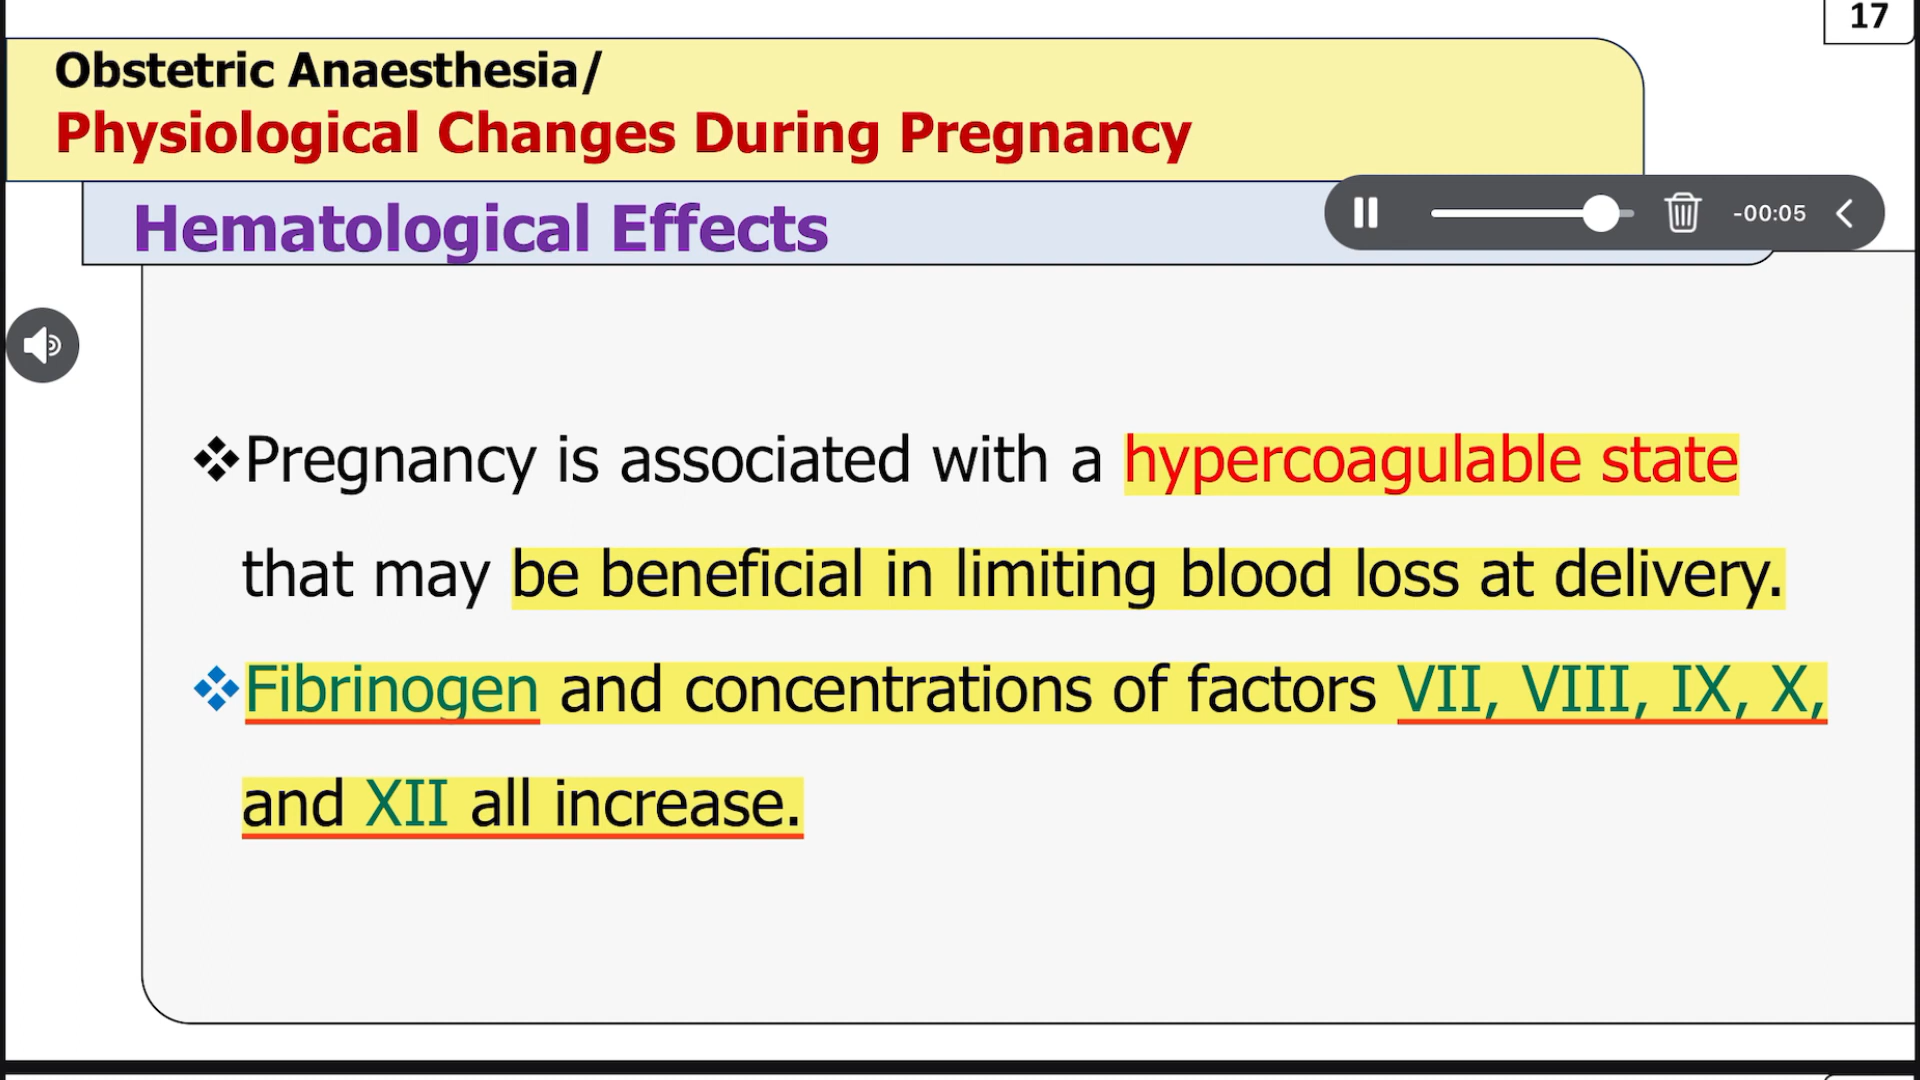 17
Obstetric Anaesthesia/
Physiological Changes During Pregnancy
Hematological Effects
-00:05
❖Pregnancy is associated with a hypercoagulable state
that may be beneficial in limiting blood loss at delivery.
❖Fibrinogen and concentrations of factors VII, VIII, IX, X,
and XII all increase.